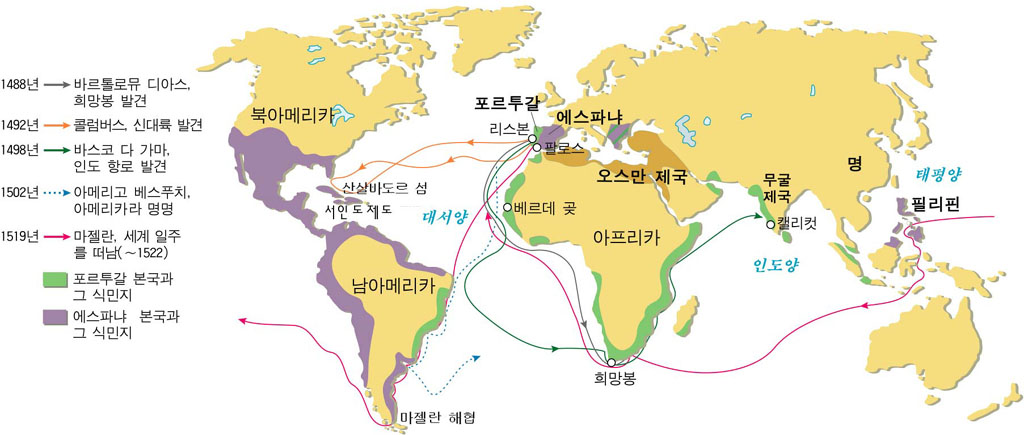 1488년 바르톨로뮤 디아스,
희망봉 발견
1492년 콜럼버스, 신대륙 발견
1498년 바스코 다 가마,
인도 항로 발견
1502년 아메리고 베스푸치,
아메리카라 명명
1519년 마젤란, 세계 일주
를 떠남(~1522)
포르투갈 본국과
그 식민지
에스파냐 본국과
그 식민지
북아메리카
포르투갈
에스파냐
리스본
팔로스
산살바도르 섬
서인도제도
대서양
베르데 곶
오스만 제국
아프리카
무굴
제국
캘리컷
명
태평양
필리핀
인도양
남아메리카
희망봉
마젤란 해협